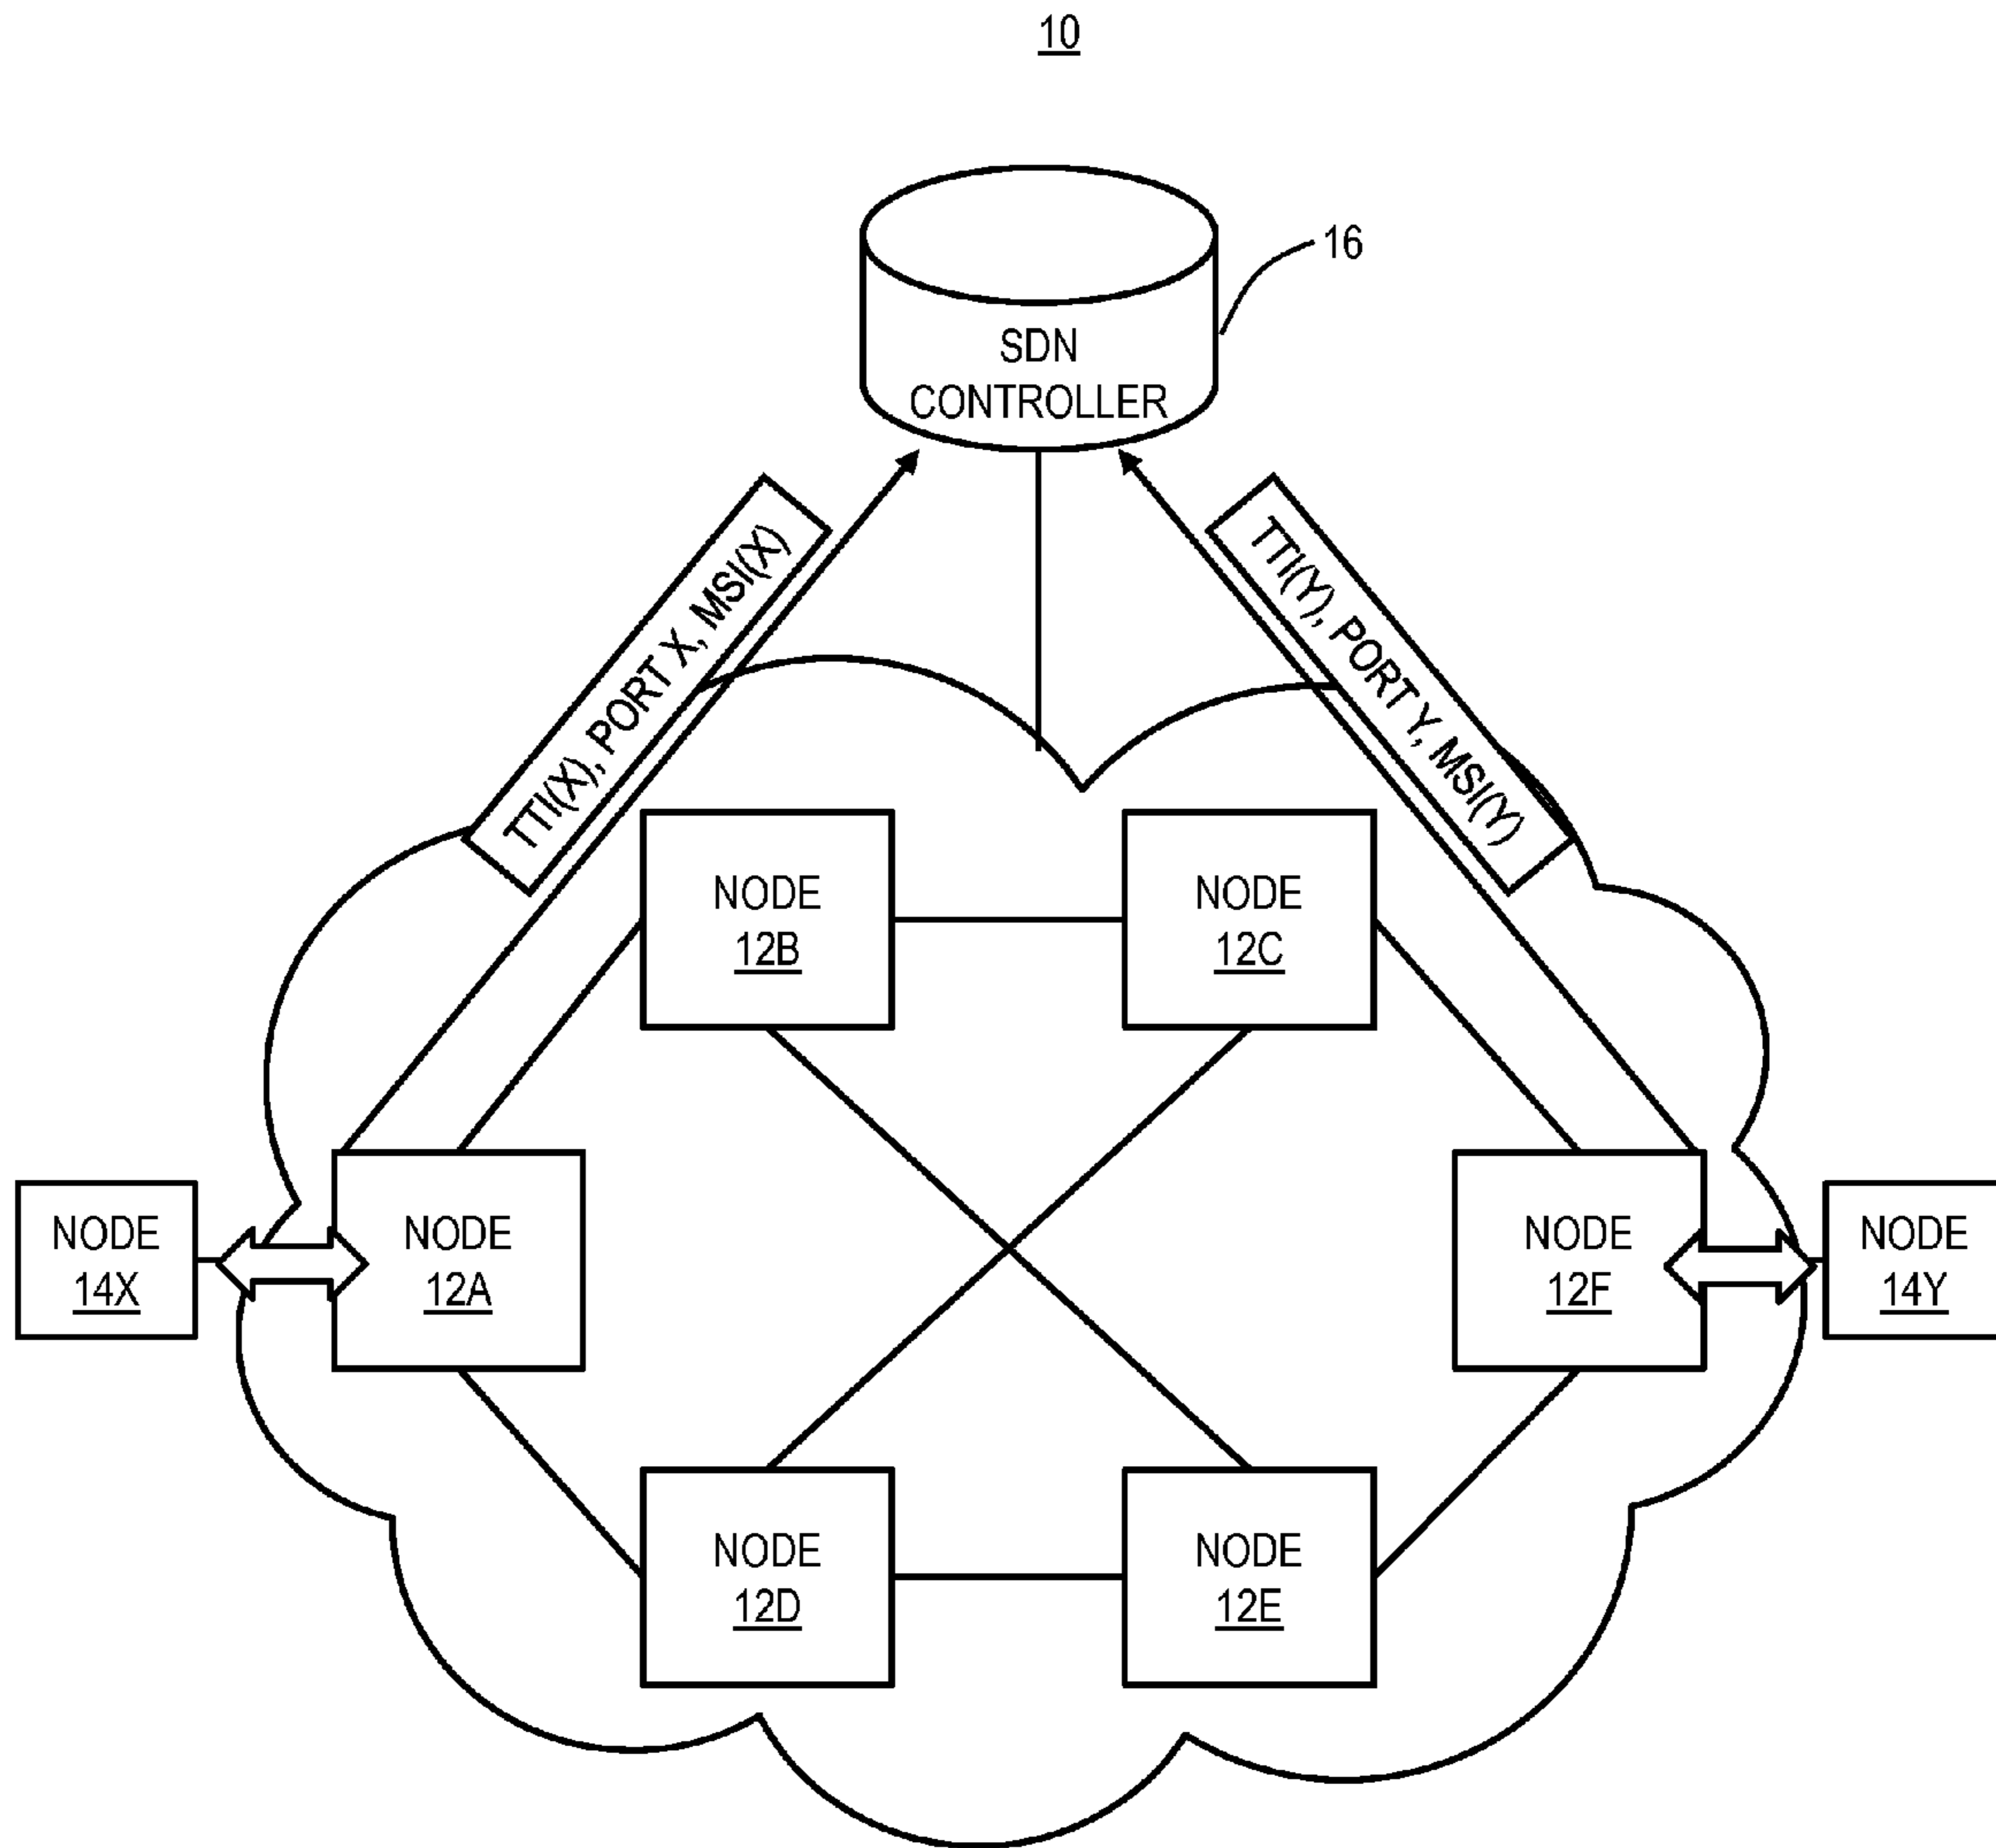 10
16
SDN
CONTROLLER
TTI(X), PORT X, MSI(X)
TTI(Y), PORT Y, MSI(Y)
NODE
12B
NODE
12C
NODE
14X
NODE
12A
NODE
12F
NODE
14Y
NODE
12D
NODE
12E